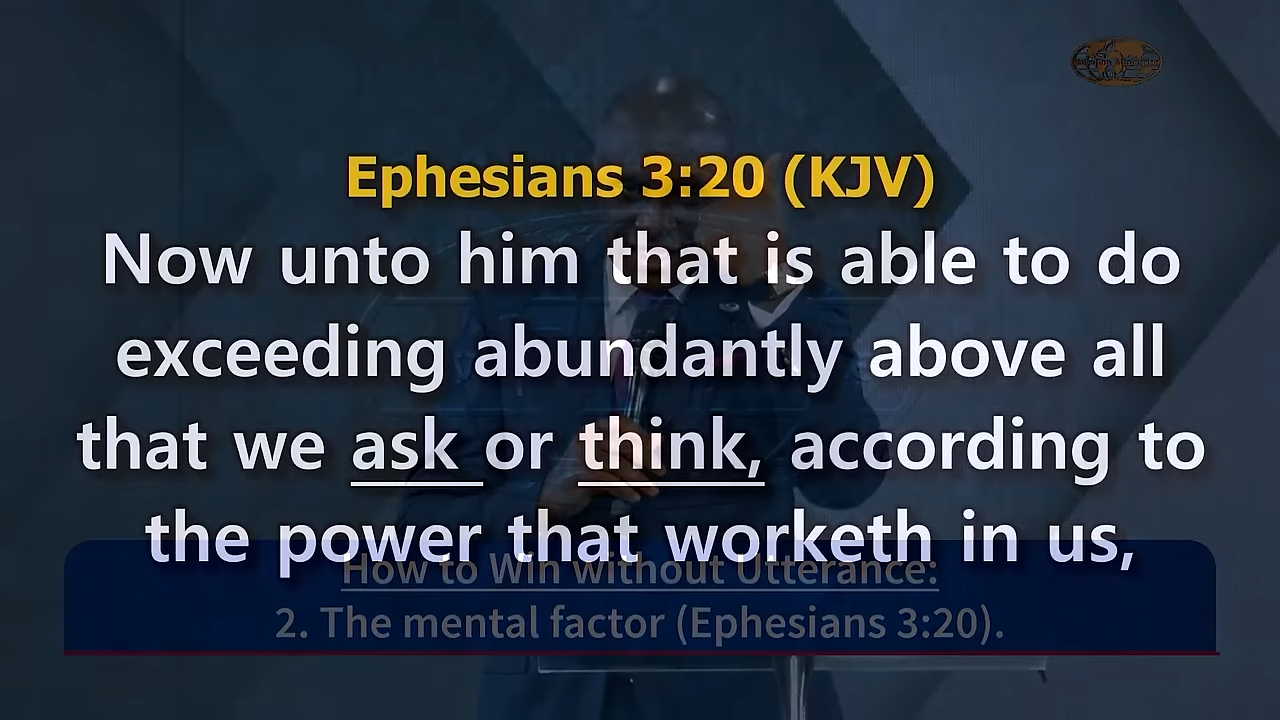 Ephesians 3:20 (KJV)
Now unto him that is able to do
exceeding abundantly above all
that we ask or think, according to
the power that worketh in us,
How to Win without Utterance:
2. The mental factor (Ephesians 3:20).